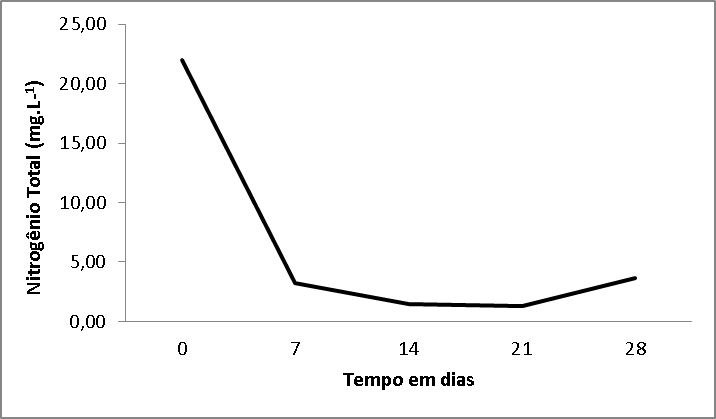 25,00
20,00
15,00
10,00
5,00
0,00
Nitrogênio Total (mg.L-¹)
0 7 14 21 28
Tempo em dias